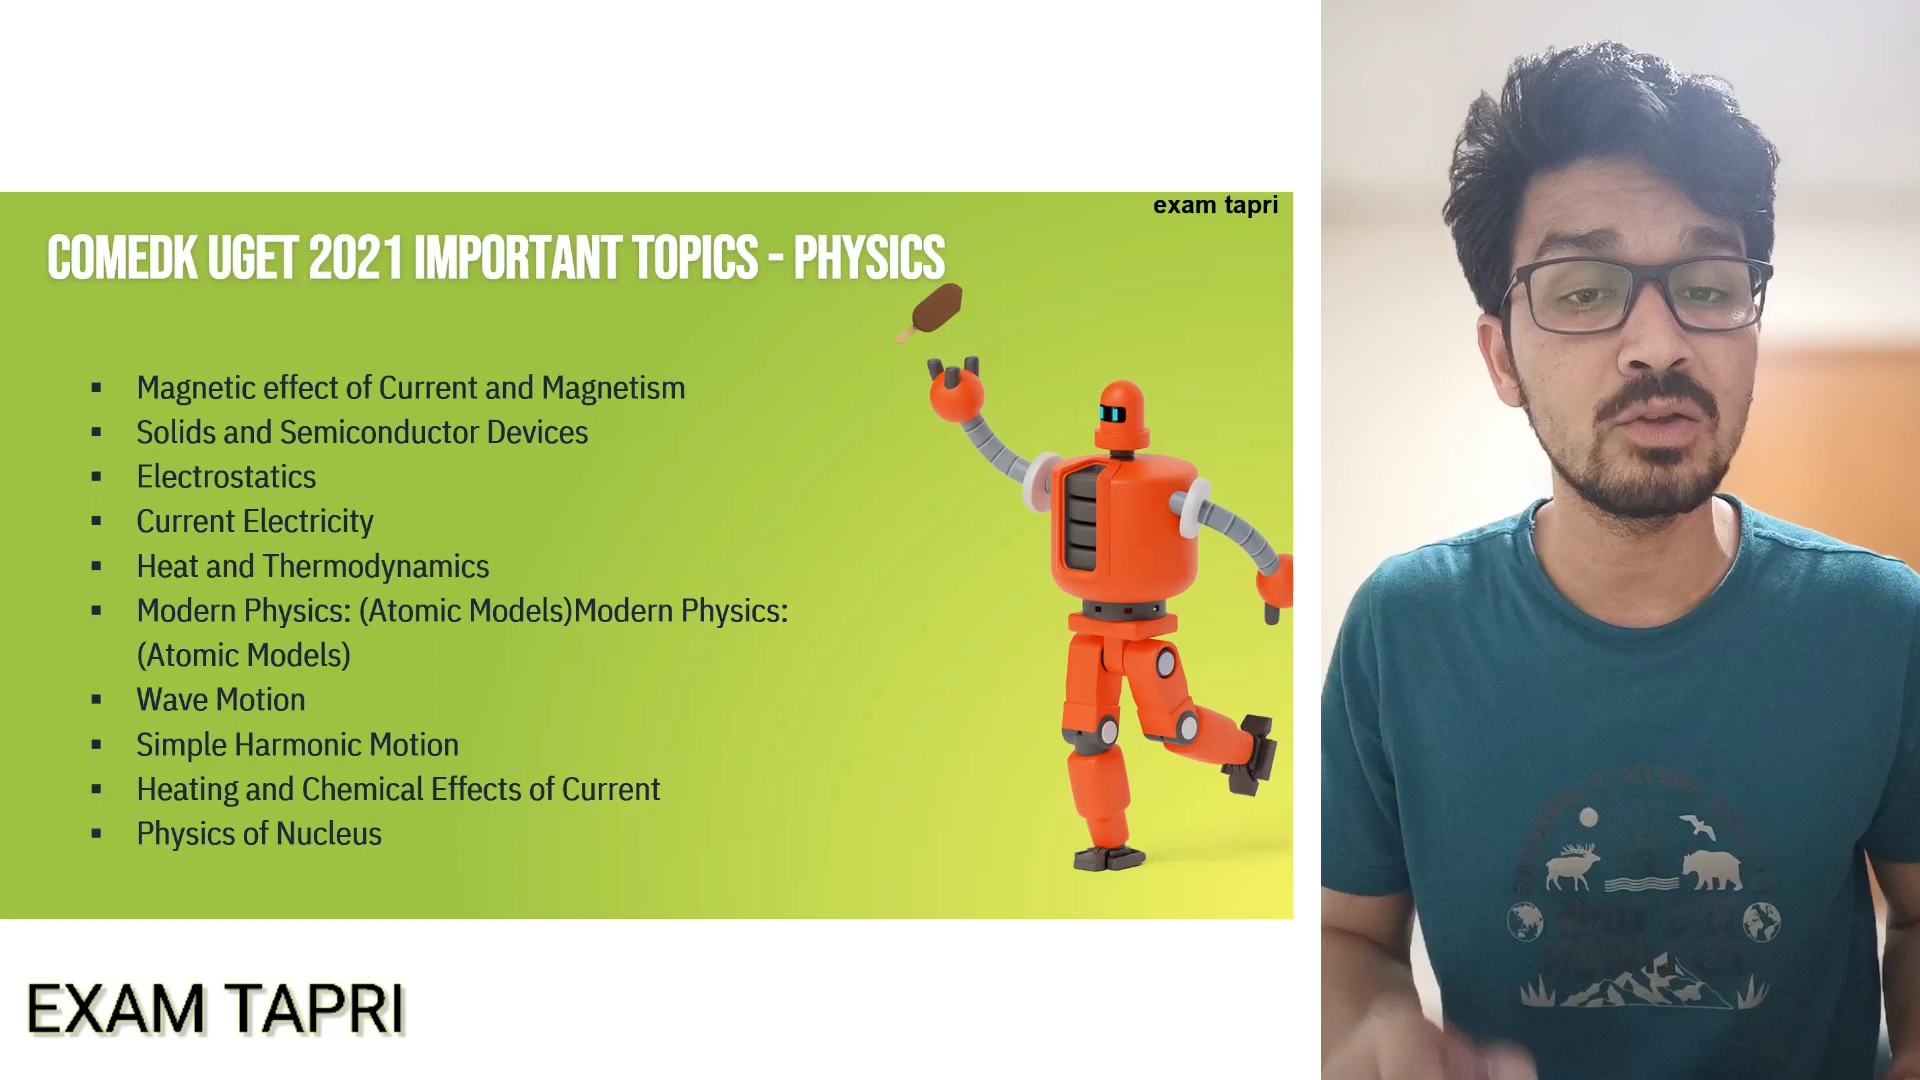 exam tapri
COMEDK UGET 2021 IMPORTANT TOPICS - PHYSICS
▪ Magnetic effect of Current and Magnetism
▪ Solids and Semiconductor Devices
▪ Electrostatics
▪ Current Electricity
▪ Heat and Thermodynamics
▪ Modern Physics: (Atomic Models)Modern Physics:
(Atomic Models)
▪ Wave Motion
▪ Simple Harmonic Motion
▪ Heating and Chemical Effects of Current
▪ Physics of Nucleus
EXAM TAPRI